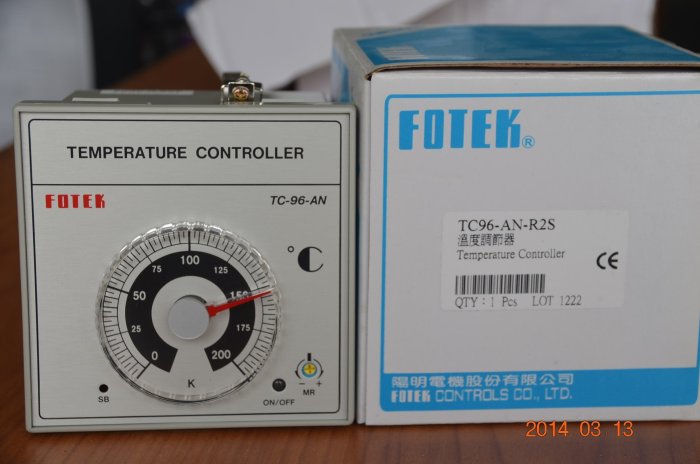 TEMPERATURE CONTROLLER
FOTEK
TC-96-AN
°C
0
25
50
75
100
125
150
175
200
K
SB
ON/OFF
- +
MR
FOTEK®
TC96-AN-R2S
溫度調節器
Temperature Controller
CE
QTY：1 Pcs LOT 1222
陽明電機股份有限公司
FOTEK CONTROLS CO., LTD.
2014 03 13